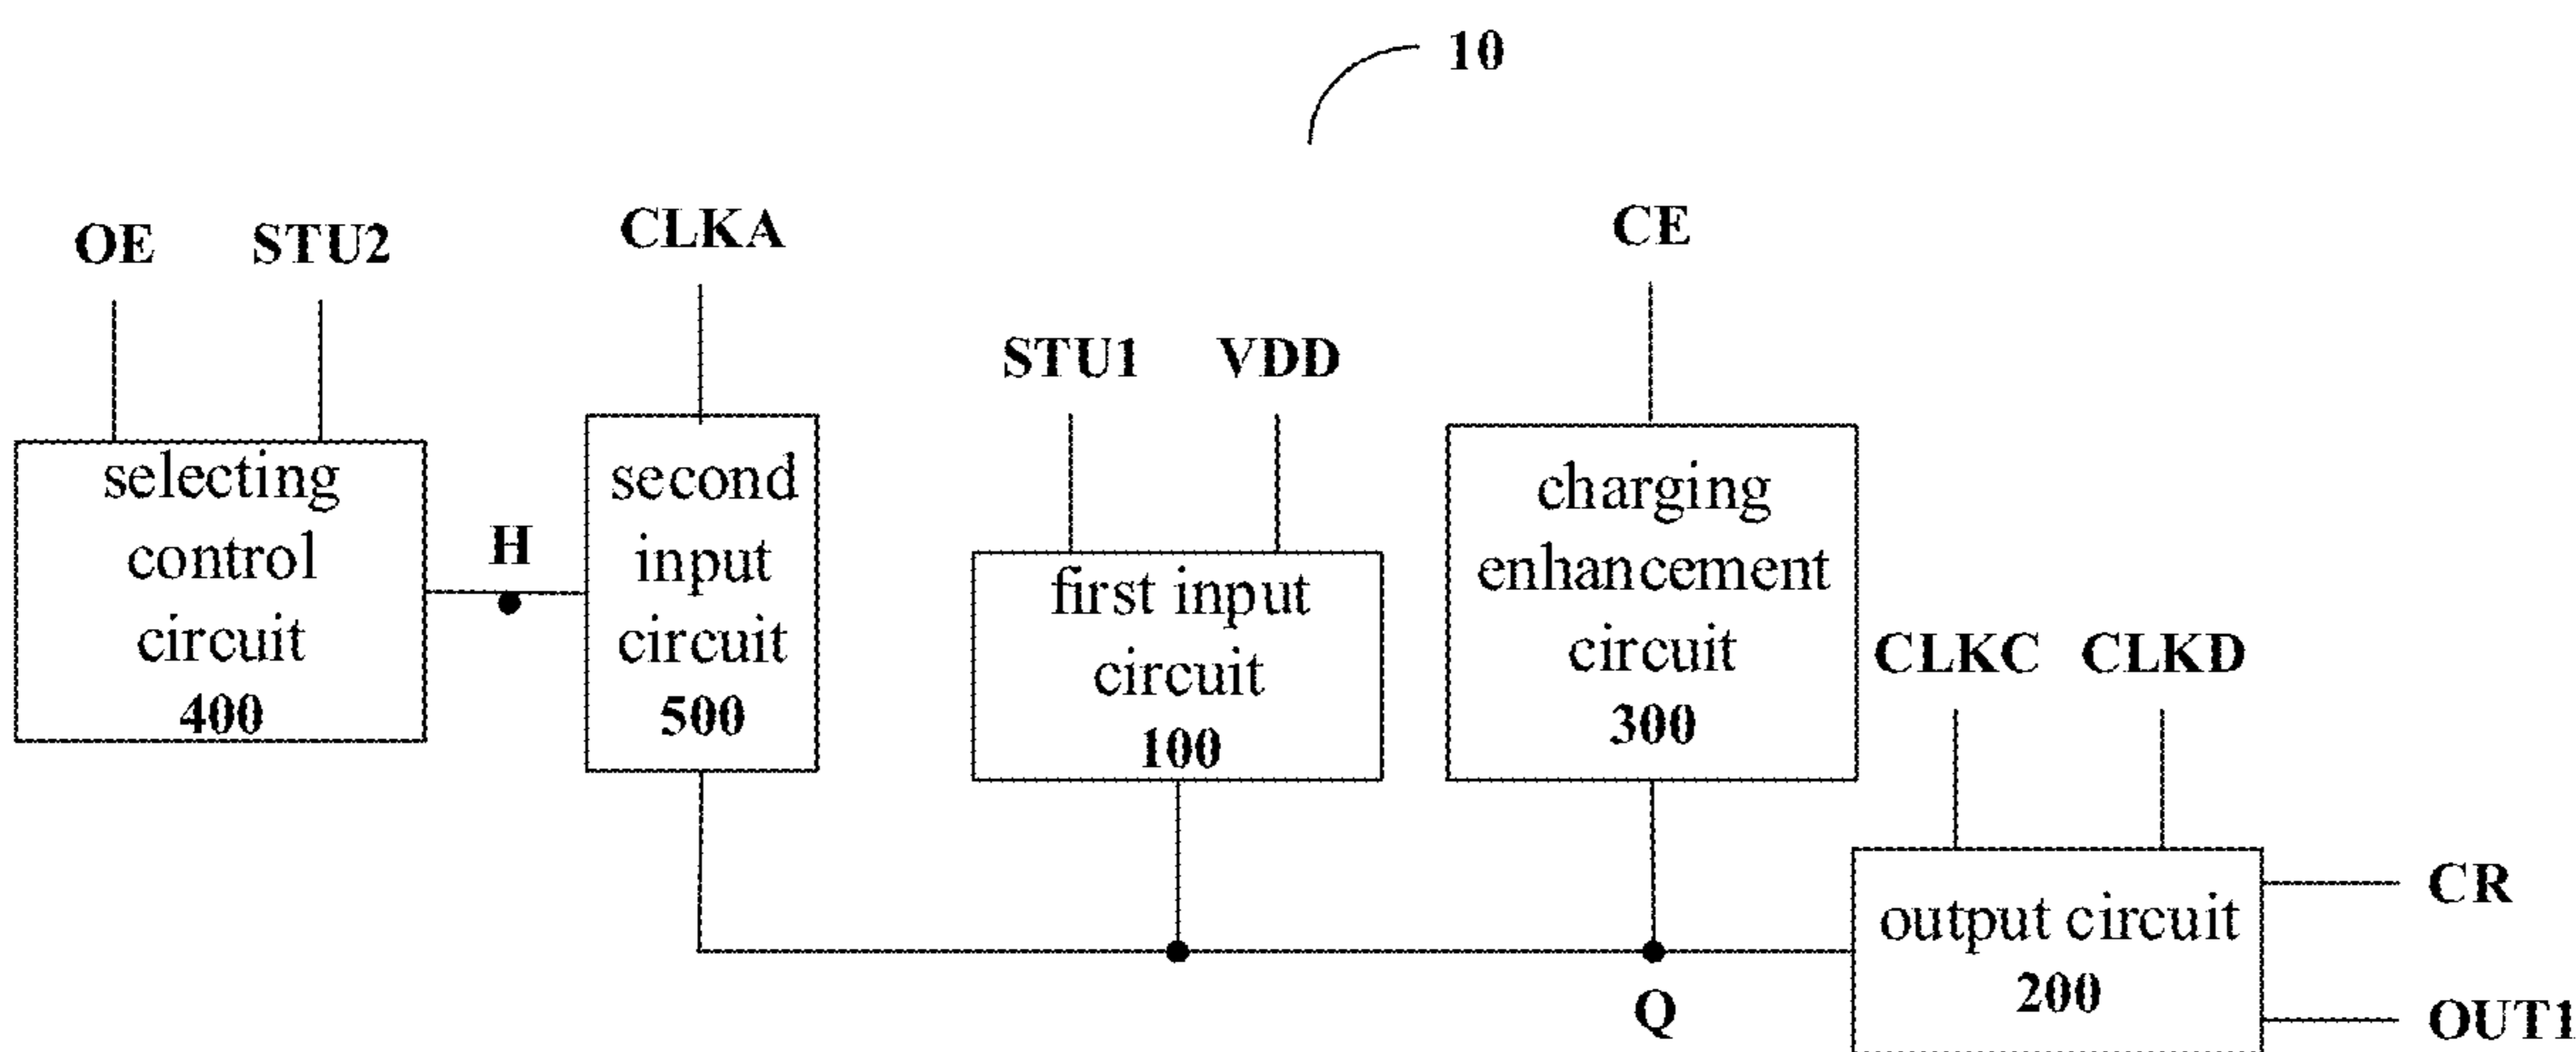 10
OE
STU2
CLKA
CE
STU1
VDD
selecting
control
circuit
400
H
second
input
circuit
500
first input
circuit
100
charging
enhancement
circuit
300
CLKC
CLKD
output circuit
200
CR
OUT1
Q